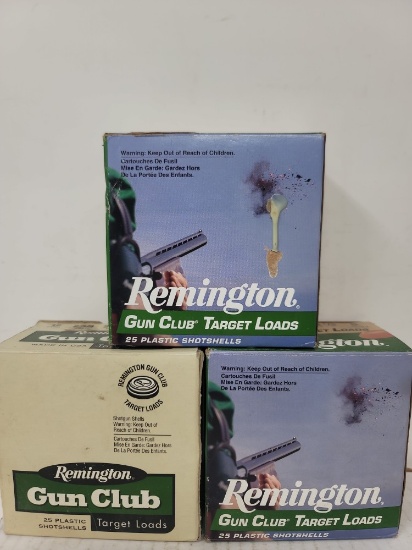 Warning: Keep Out of Reach of Children.
Cartouches De Fusil
Mise En Garde: Gardez Hors
De La Portée Des Enfants.
Remington
GUN CLUB® TARGET LOADS
25 PLASTIC SHOTSHELLS
REMINGTON GUN CLUB
TARGET LOADS
Shotgun Shells
Warning: Keep Out of
Reach of Children.
Cartouches De Fusil
Mise En Garde: Garder Hors
De La Portée Des Enfants.
Remington
Gun Club
25 PLASTIC
SHOTSHELLS
Target Loads
Warning: Keep Out of Reach of Children.
Cartouches De Fusil
Mise En Garde: Gardez Hors
De La Portée Des Enfants.
Remington
GUN CLUB® TARGET LOADS
25 PLASTIC SHOTSHELLS